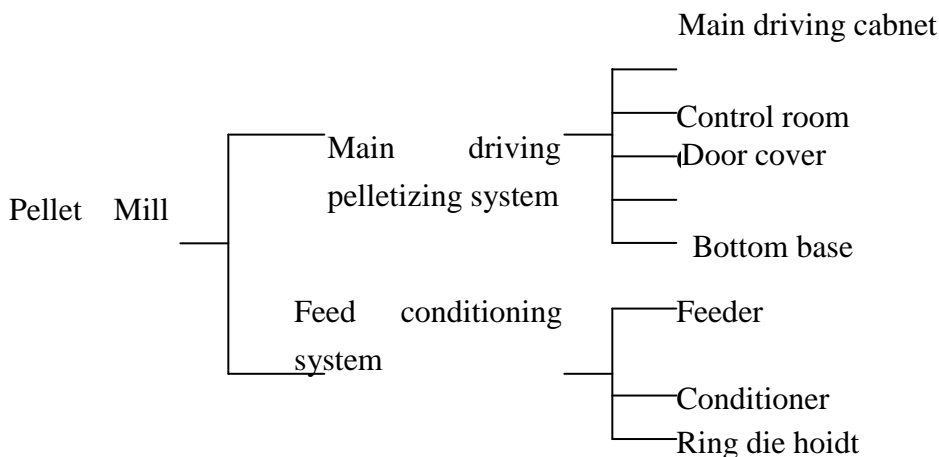 Main driving cabnet
Control room
Main driving
Door cover
pelletizing system
Pellet Mill
Bottom base
Feed conditioning
Feeder
system
Conditioner
Ring die hoidt